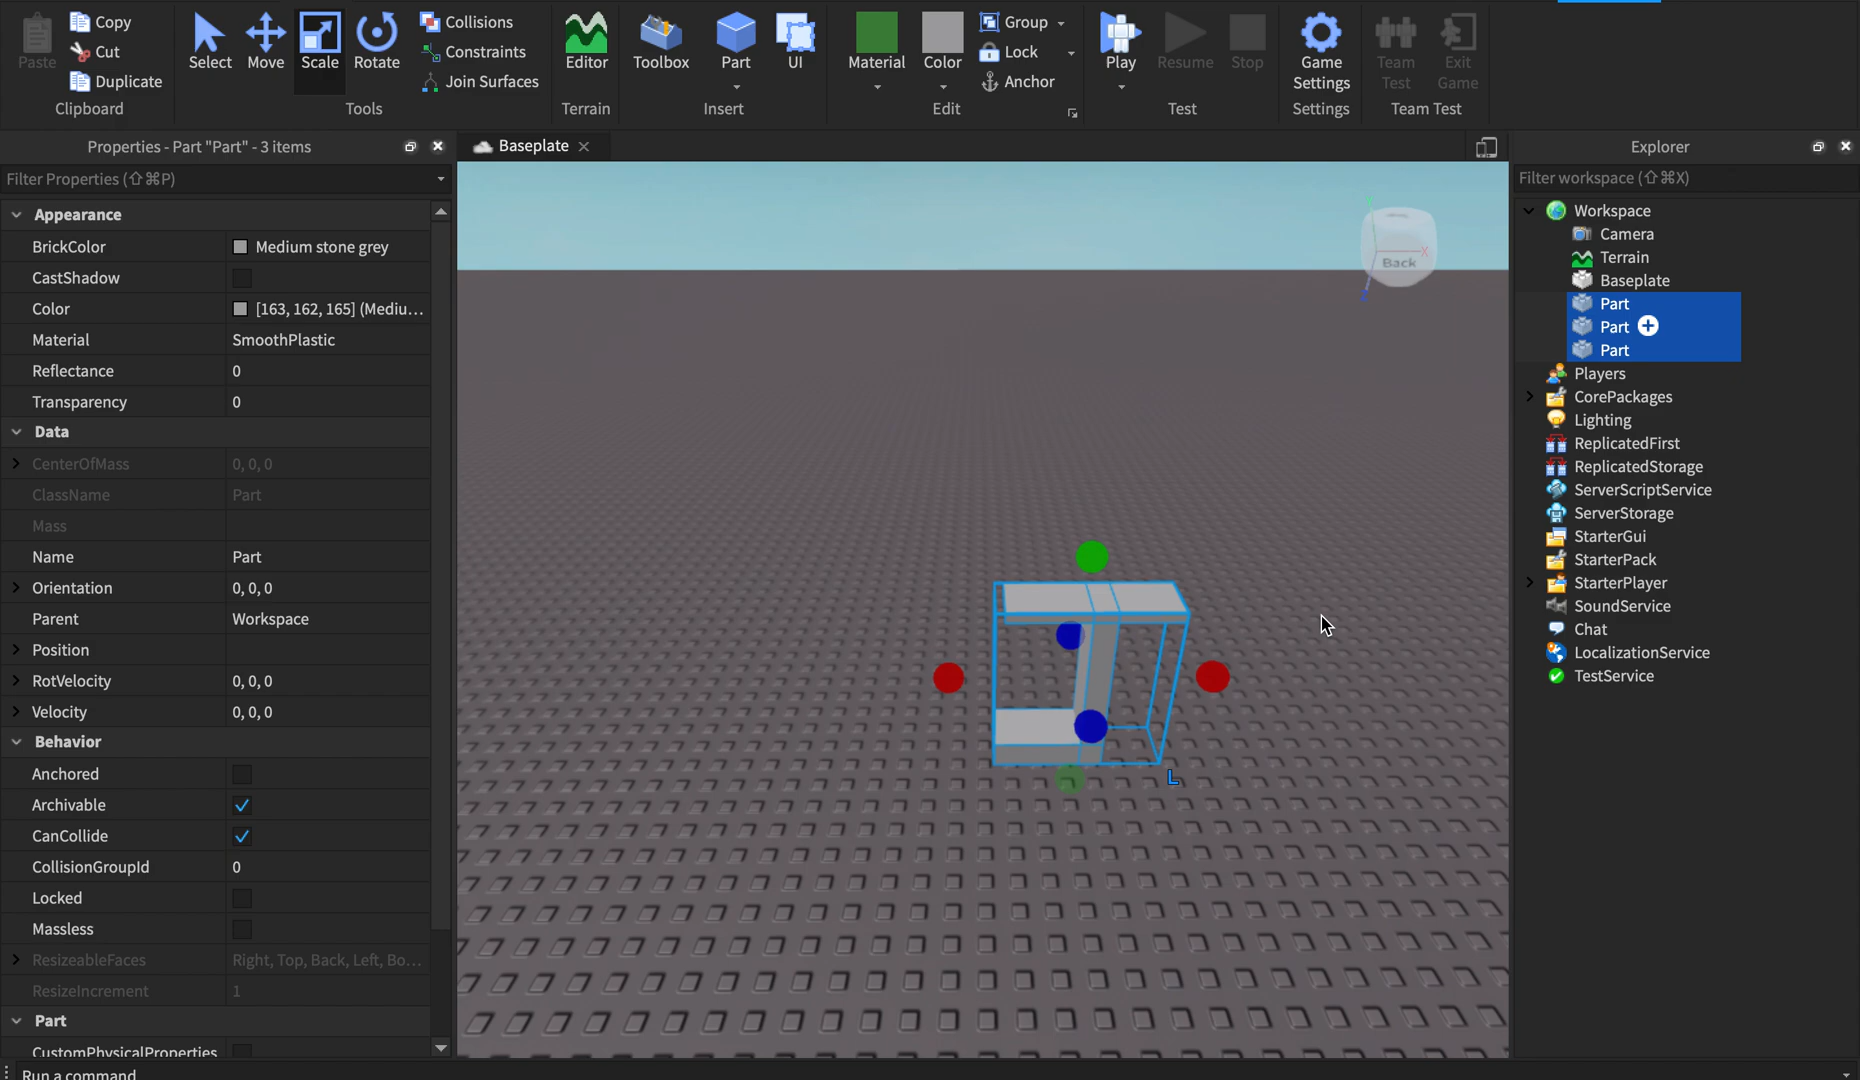 Paste
Copy
Cut
Duplicate
Clipboard
Select
Move
Scale
Rotate
Collisions
Constraints
Join Surfaces
Tools
Editor
Terrain
Toolbox
Part
UI
Insert
Material
Color
Group
Lock
Anchor
Edit
Play
Resume
Stop
Test
Game Settings
Settings
Team Test
Exit Game
Team Test
Properties - Part "Part" - 3 items
Filter Properties (⇧⌘P)
Appearance
BrickColor Medium stone grey
CastShadow
Color [163, 162, 165] (Mediu...
Material SmoothPlastic
Reflectance 0
Transparency 0
Data
CenterOfMass 0, 0, 0
ClassName Part
Mass
Name Part
Orientation 0, 0, 0
Parent Workspace
Position
RotVelocity 0, 0, 0
Velocity 0, 0, 0
Behavior
Anchored
Archivable
CanCollide
CollisionGroupId 0
Locked
Massless
ResizeableFaces Right, Top, Back, Left, Bo...
ResizeIncrement 1
Part
CustomPhysicalProperties
Run a command
Baseplate
Back
X
L
Explorer
Filter workspace (⇧⌘X)
Workspace
Camera
Terrain
Baseplate
Part
Part
Part
Players
CorePackages
Lighting
ReplicatedFirst
ReplicatedStorage
ServerScriptService
ServerStorage
StarterGui
StarterPack
StarterPlayer
SoundService
Chat
LocalizationService
TestService